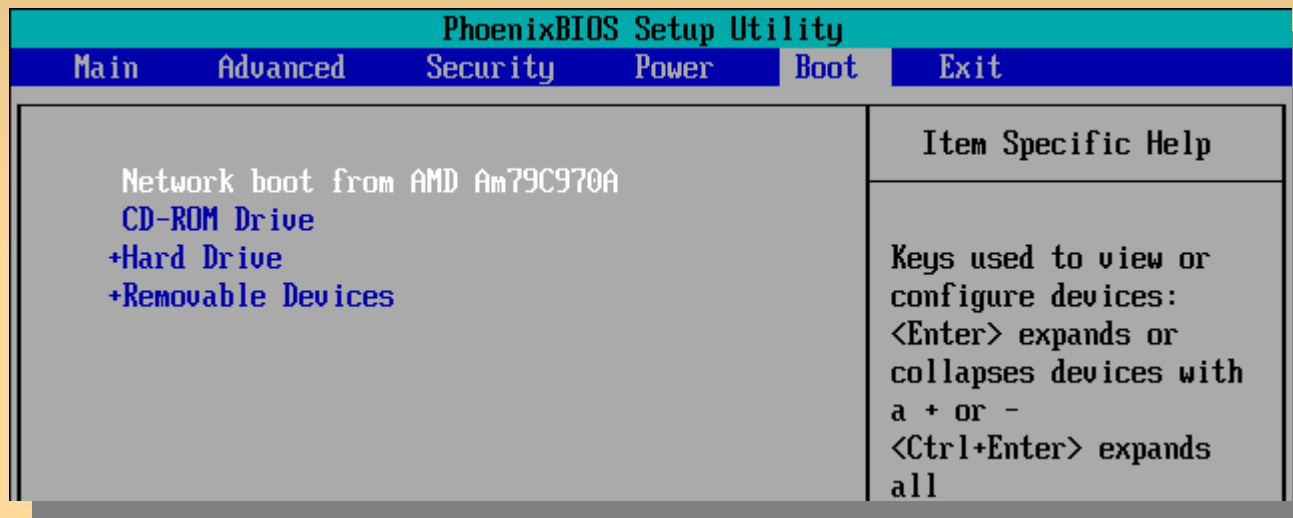 PhoenixBIOS Setup Utility
Main Advanced Security Power Boot Exit
Network boot from AMD Am79C970A
CD-ROM Drive
+Hard Drive
+Removable Devices
Item Specific Help
Keys used to view or
configure devices:
<Enter> expands or
collapses devices with
a + or -
<Ctrl+Enter> expands
all